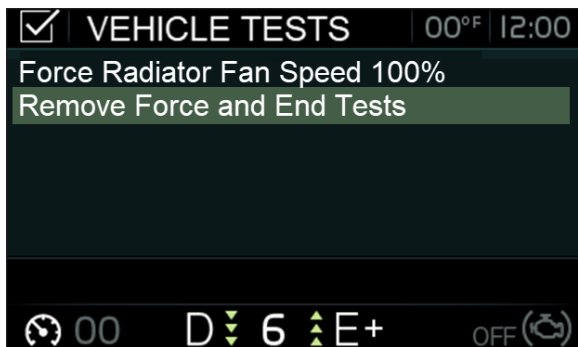 VEHICLE TESTS 00°F 12:00
Force Radiator Fan Speed 100%
Remove Force and End Tests
00 D 6 E+ OFF